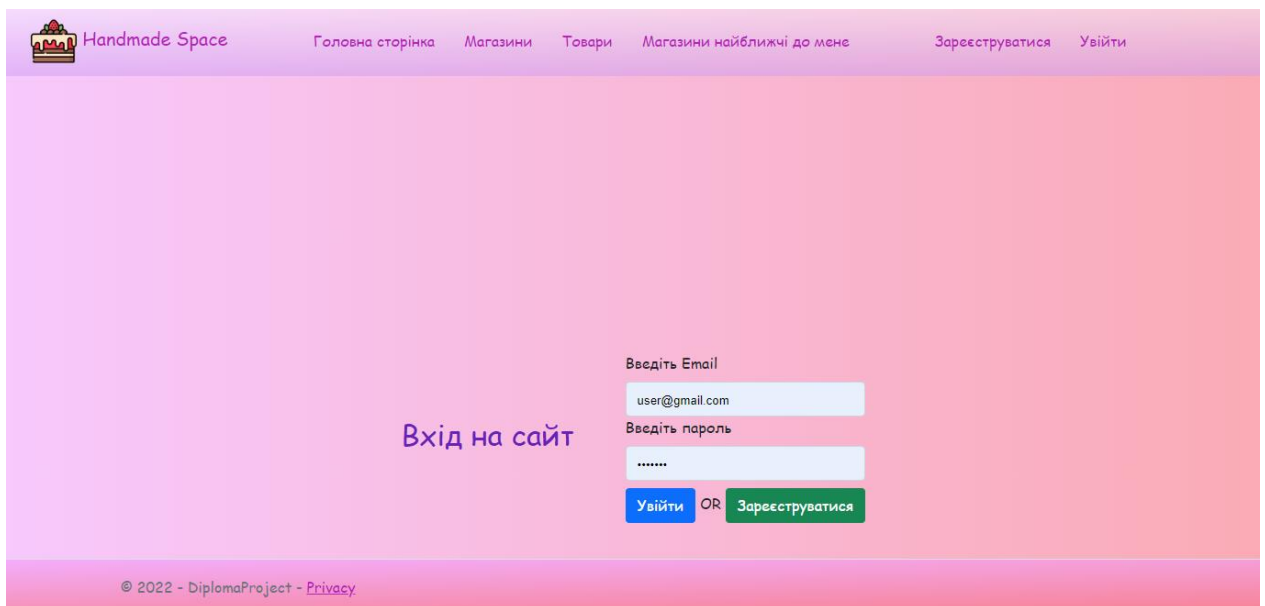 Handmade Space Головна сторінка Магазини Товари Магазини найближчі до мене Зареєструватися Увійти
Введіть Email
user@gmail.com
Вхід на сайт
Введіть пароль
•••••••
Увійти OR Зареєструватися
© 2022 - DiplomaProject - Privacy